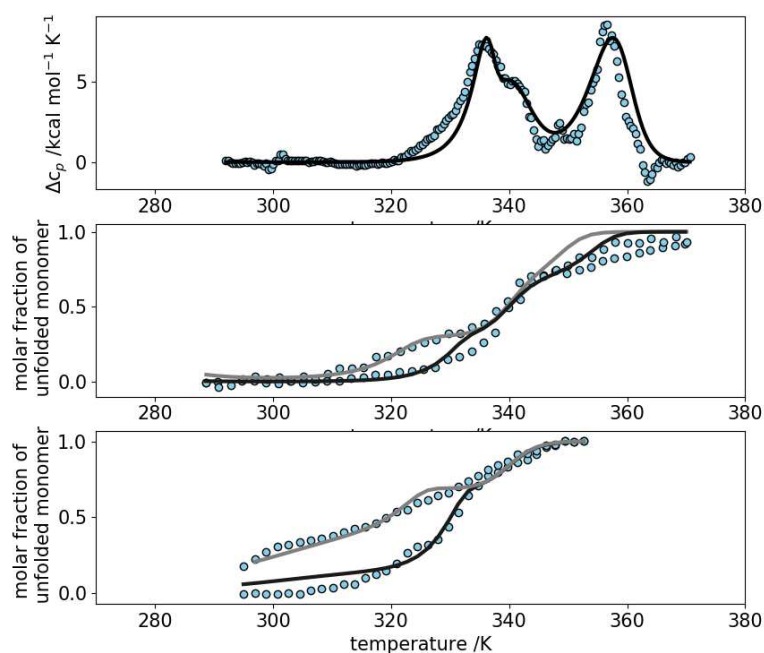 Δcₚ /kcal mol⁻¹ K⁻¹
5
0
280 300 320 340 360 380
molar fraction of
unfolded monomer
1.0
0.5
0.0
280 300 320 340 360 380
molar fraction of
unfolded monomer
1.0
0.5
0.0
280 300 320 340 360 380
temperature /K